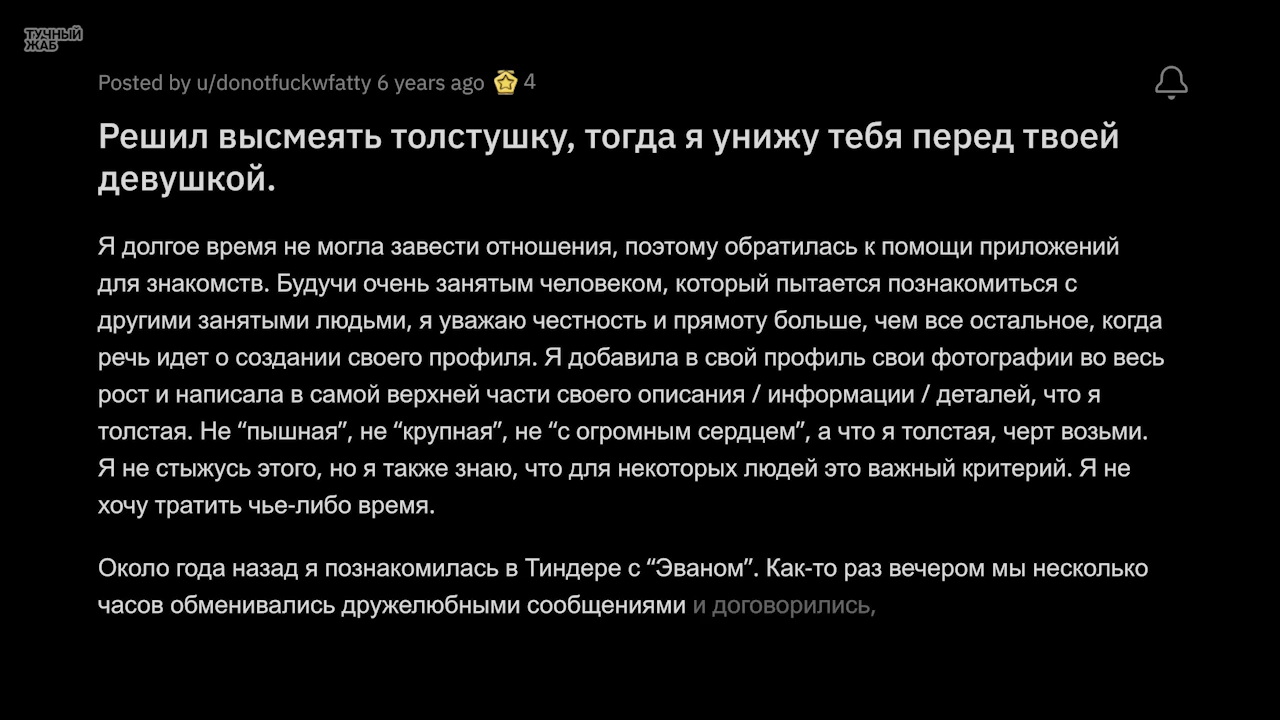 ТУЧНЫЙ
ЖАБ
Posted by u/donotfuckwfatty 6 years ago 4
Решил высмеять толстушку, тогда я унижу тебя перед твоей
девушкой.
Я долгое время не могла завести отношения, поэтому обратилась к помощи приложений
для знакомств. Будучи очень занятым человеком, который пытается познакомиться с
другими занятыми людьми, я уважаю честность и прямоту больше, чем все остальное, когда
речь идет о создании своего профиля. Я добавила в свой профиль свои фотографии во весь
рост и написала в самой верхней части своего описания / информации / деталей, что я
толстая. Не “пышная”, не “крупная”, не “с огромным сердцем”, а что я толстая, черт возьми.
Я не стыжусь этого, но я также знаю, что для некоторых людей это важный критерий. Я не
хочу тратить чье-либо время.
Около года назад я познакомилась в Тиндере с “Эваном”. Как-то раз вечером мы несколько
часов обменивались дружелюбными сообщениями и договорились,